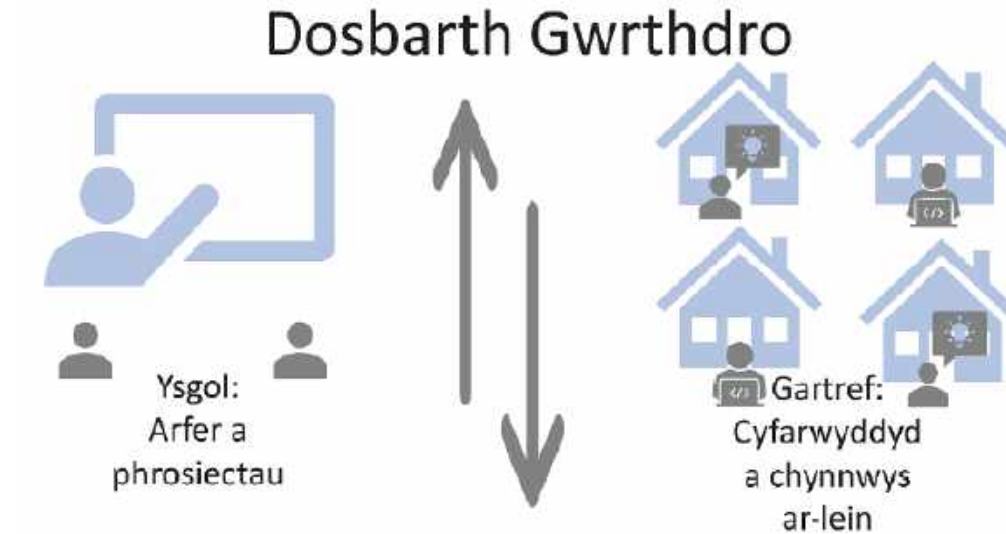 Dosbarth Gwrthdro
Ysgol:
Arfer a
phrosiectau
Gartref:
Cyfarwyddyd
a chynnwys
ar-lein